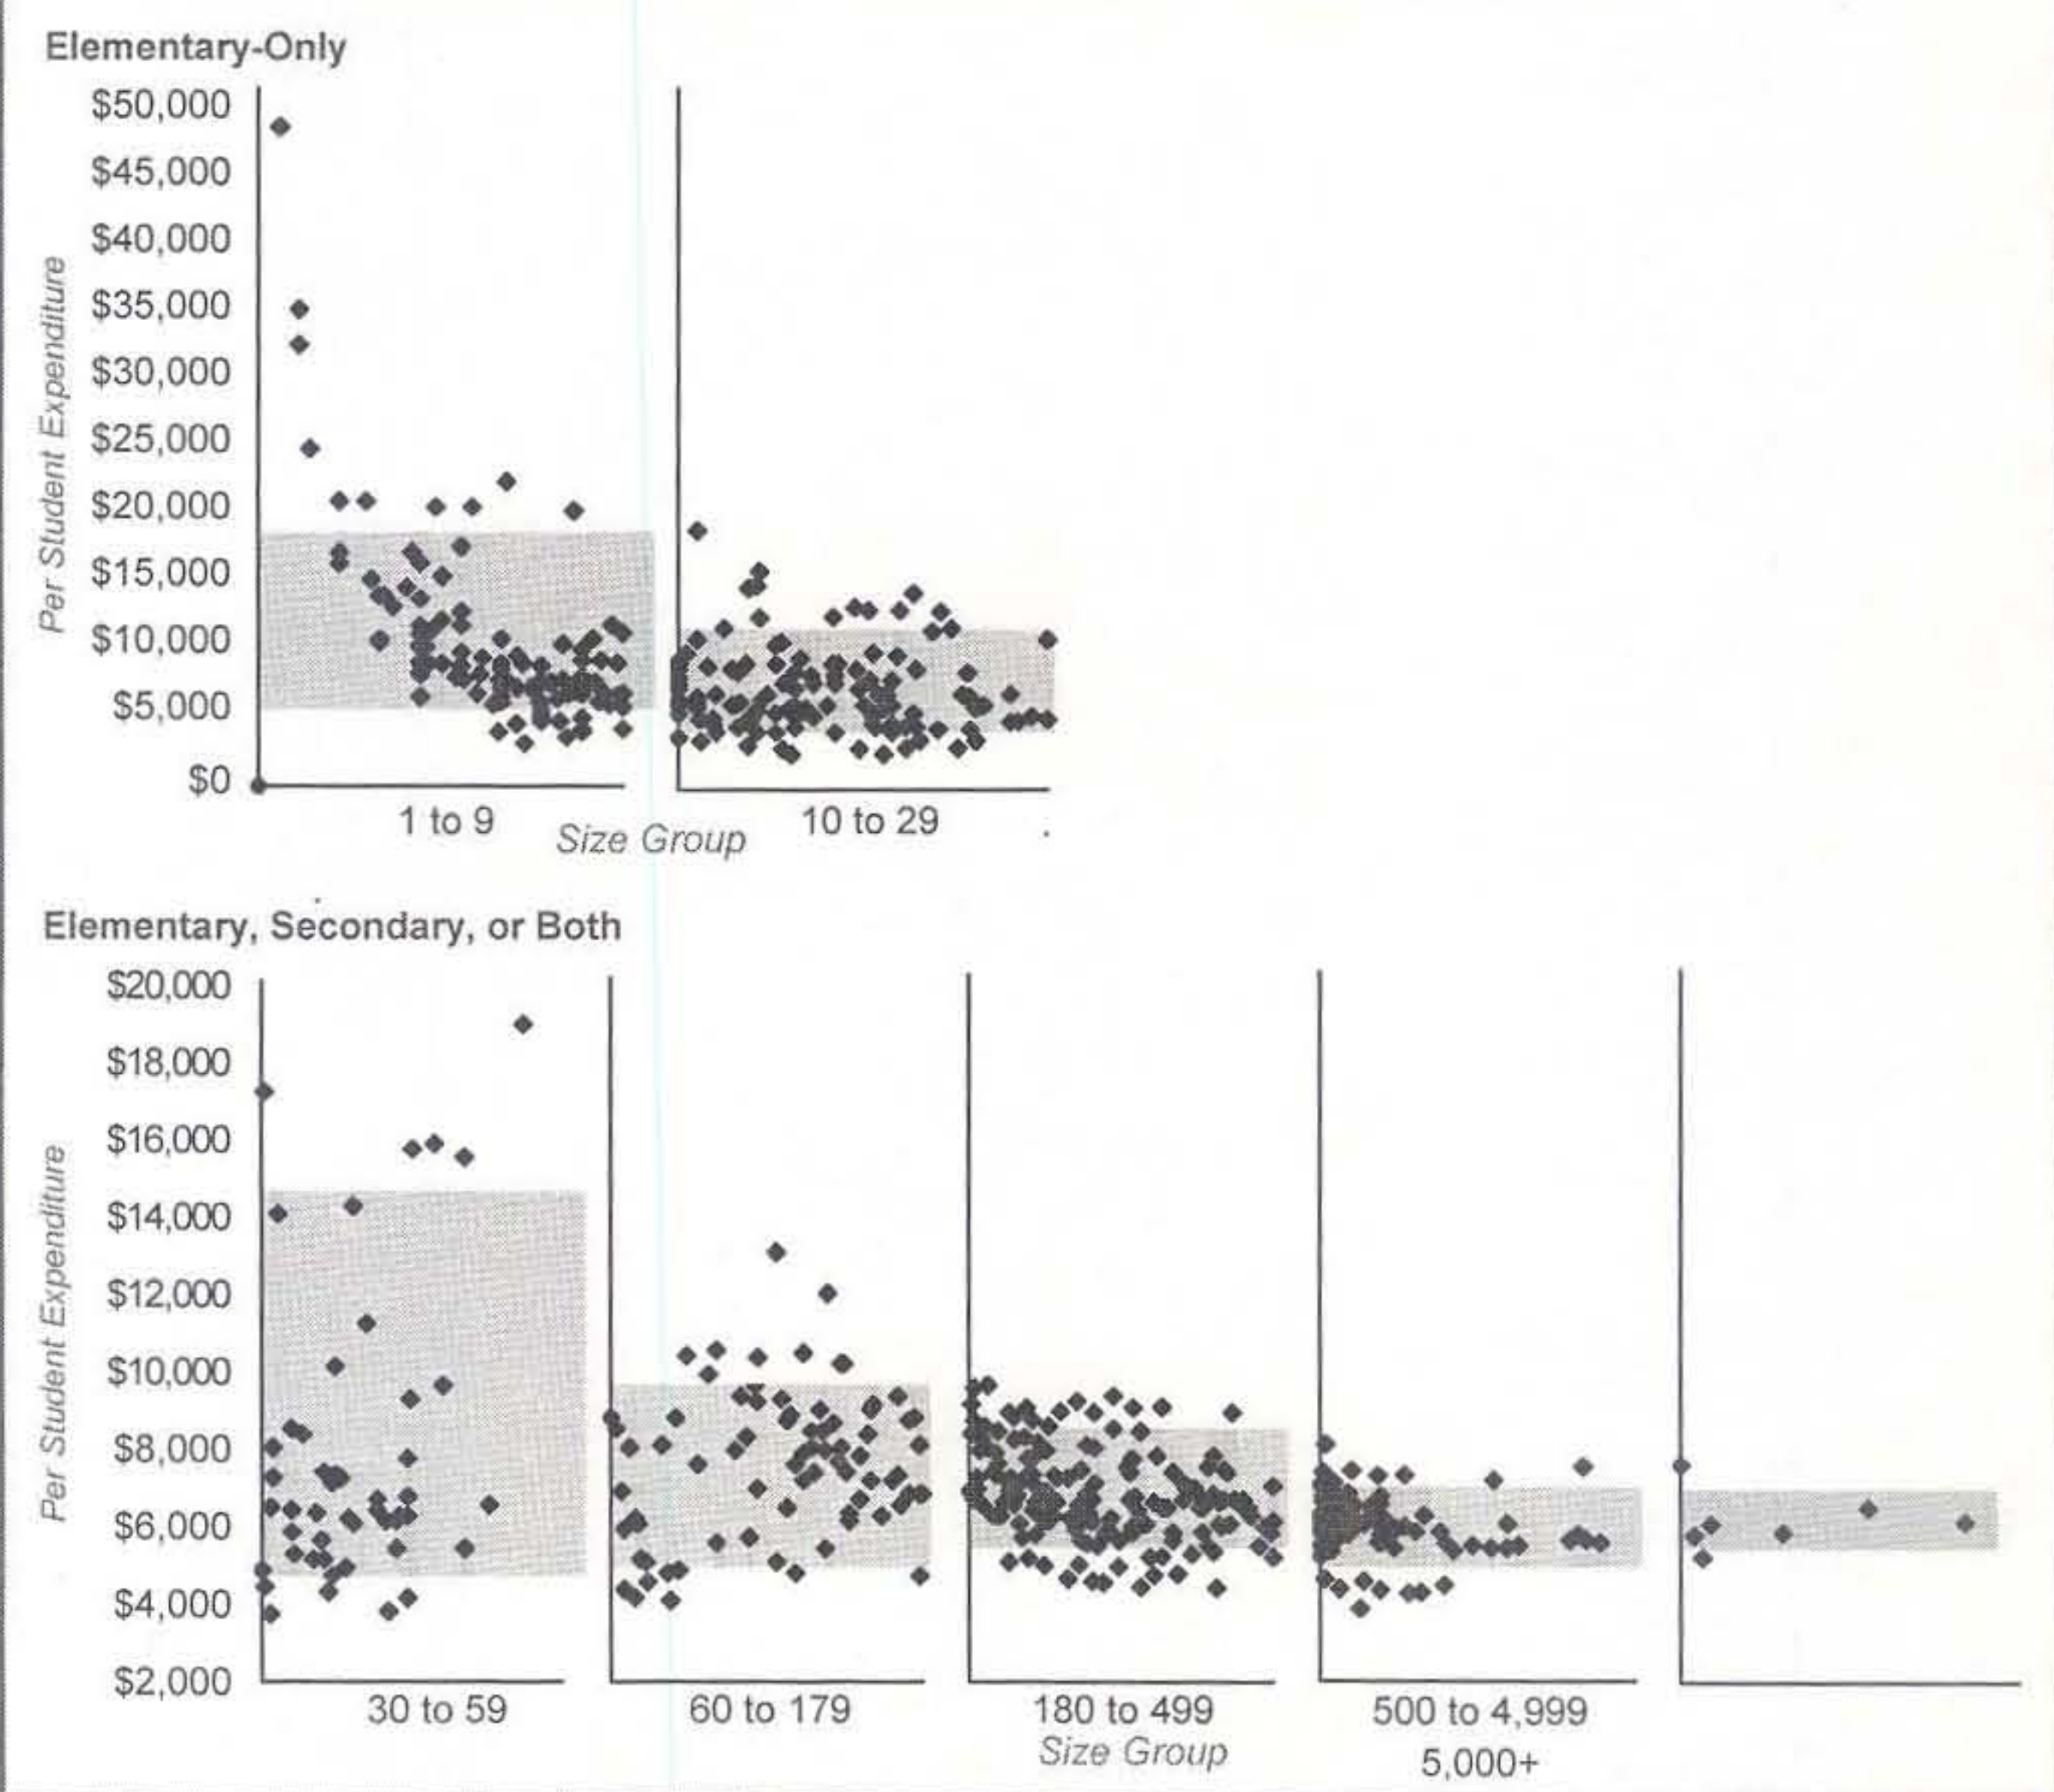 Elementary-Only
Per Student Expenditure
$50,000
$45,000
$40,000
$35,000
$30,000
$25,000
$20,000
$15,000
$10,000
$5,000
$0
1 to 9
10 to 29
Size Group
Elementary, Secondary, or Both
Per Student Expenditure
$20,000
$18,000
$16,000
$14,000
$12,000
$10,000
$8,000
$6,000
$4,000
$2,000
30 to 59
60 to 179
180 to 499
500 to 4,999
Size Group
5,000+